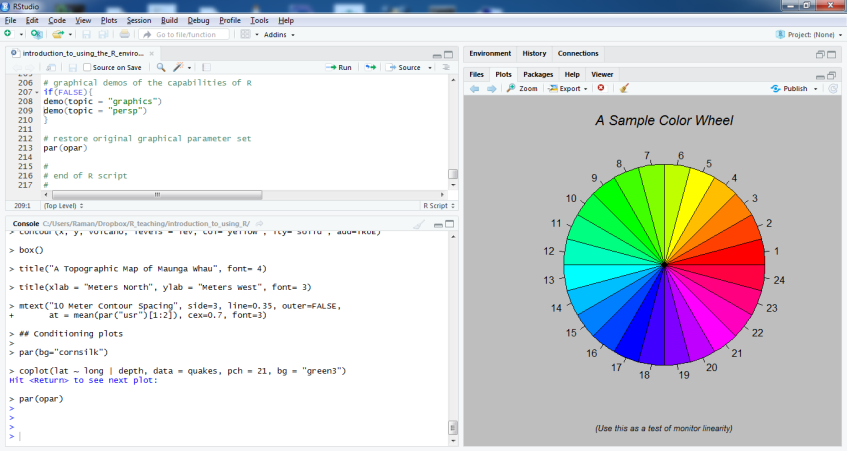 RStudio
File Edit Code View Plots Session Build Debug Profile Tools Help
Go to file/function
Addins
Project: (None)
introduction_to_using_the_R_enviro...
Source on Save
Run
Source
206 # graphical demos of the capabilities of R
207 if(FALSE){
208 demo(topic = "graphics")
209 demo(topic = "persp")
210 }
211
212 # restore original graphical parameter set
213 par(opar)
214
215 #
216 # end of R script
217 #
209:1 (Top Level) R Script
Console C:/Users/Raman/Dropbox/R_teaching/introduction_to_using_R/
> contour(x, y, volcano, levels = lev, col="yellow", lty="solid", add=TRUE)
> box()
> title("A Topographic Map of Maunga Whau", font= 4)
> title(xlab = "Meters North", ylab = "Meters West", font= 3)
> mtext("10 Meter Contour Spacing", side=3, line=0.35, outer=FALSE,
+ at = mean(par("usr")[1:2]), cex=0.7, font=3)
> ## Conditioning plots
>
> par(bg="cornsilk")
> coplot(lat ~ long | depth, data = quakes, pch = 21, bg = "green3")
Hit <Return> to see next plot:
> par(opar)
>
>
>
>
Environment History Connections
Files Plots Packages Help Viewer
Zoom Export Publish
A Sample Color Wheel
1
2
3
4
5
6
7
8
9
10
11
12
13
14
15
16
17
18
19
20
21
22
23
24
(Use this as a test of monitor linearity)